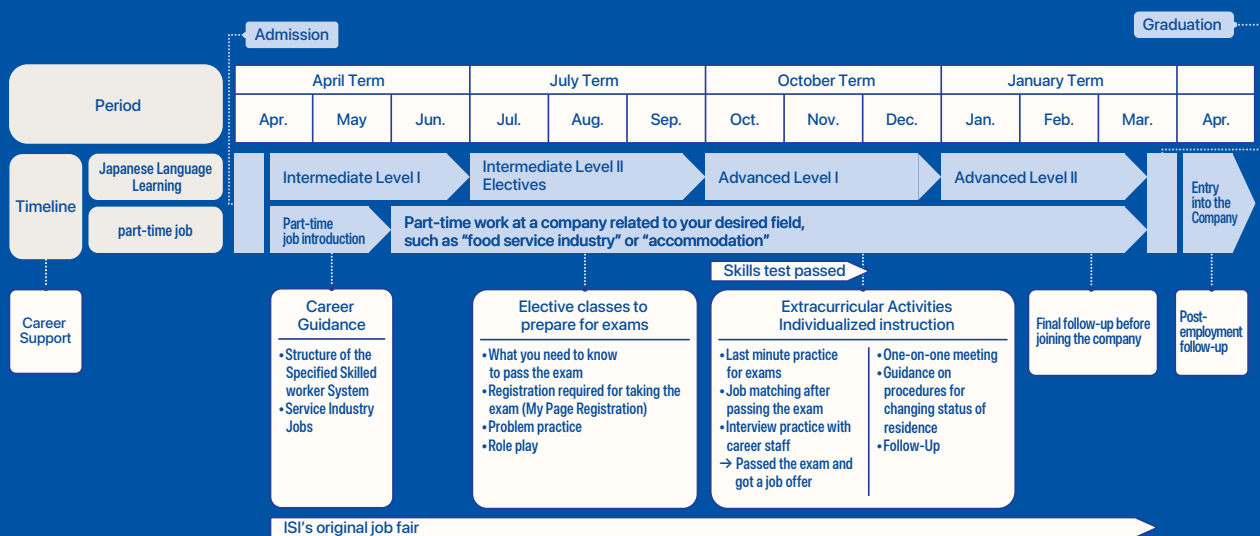 Admission
Graduation
Period
April Term
July Term
October Term
January Term
Apr.
May
Jun.
Jul.
Aug.
Sep.
Oct.
Nov.
Dec.
Jan.
Feb.
Mar.
Apr.
Timeline
Japanese Language
Learning
Intermediate Level I
Intermediate Level II
Electives
Advanced Level I
Advanced Level II
Entry
into the
Company
part-time job
Part-time
job introduction
Part-time work at a company related to your desired field,
such as “food service industry” or “accommodation”
Skills test passed
Career
Support
Career
Guidance
•Structure of the
Specified Skilled
worker System
•Service Industry
Jobs
Elective classes to
prepare for exams
•What you need to know
to pass the exam
•Registration required for taking the
exam (My Page Registration)
•Problem practice
•Role play
Extracurricular Activities
Individualized instruction
•Last minute practice
for exams
•Job matching after
passing the exam
•Interview practice with
career staff
→ Passed the exam and
got a job offer
•One-on-one meeting
•Guidance on
procedures for
changing status of
residence
•Follow-Up
Final follow-up before
joining the company
Post-
employment
follow-up
ISI’s original job fair